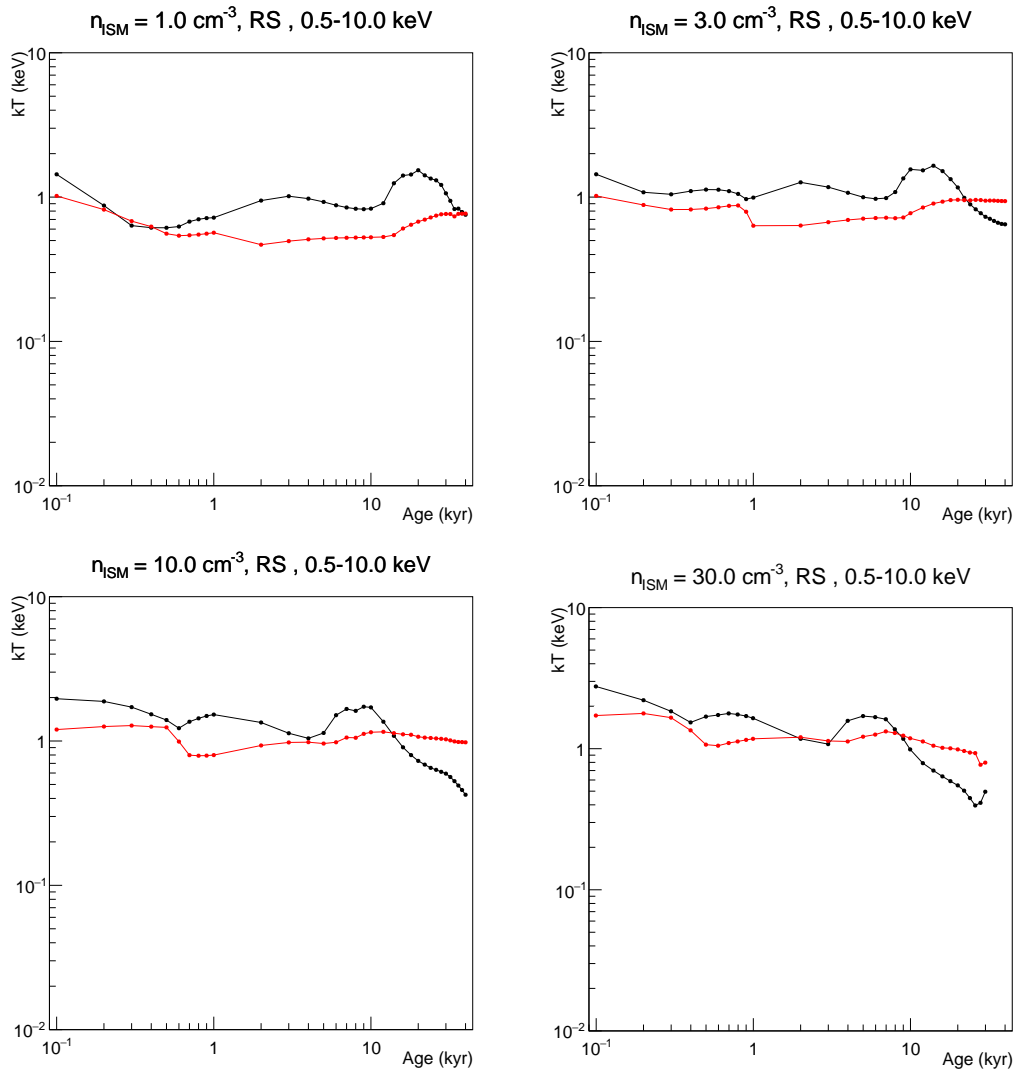 n_ISM = 1.0 cm^-3, RS , 0.5-10.0 keV
kT (keV)
10
1
10^−1
10^−2
10^−1 1 10
Age (kyr)
n_ISM = 3.0 cm^-3, RS , 0.5-10.0 keV
kT (keV)
10
1
10^−1
10^−2
10^−1 1 10
Age (kyr)
n_ISM = 10.0 cm^-3, RS , 0.5-10.0 keV
kT (keV)
10
1
10^−1
10^−2
10^−1 1 10
Age (kyr)
n_ISM = 30.0 cm^-3, RS , 0.5-10.0 keV
kT (keV)
10
1
10^−1
10^−2
10^−1 1 10
Age (kyr)